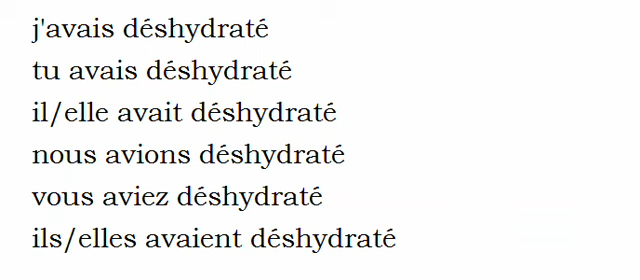 j'avais déshydraté
tu avais déshydraté
il/elle avait déshydraté
nous avions déshydraté
vous aviez déshydraté
ils/elles avaient déshydraté